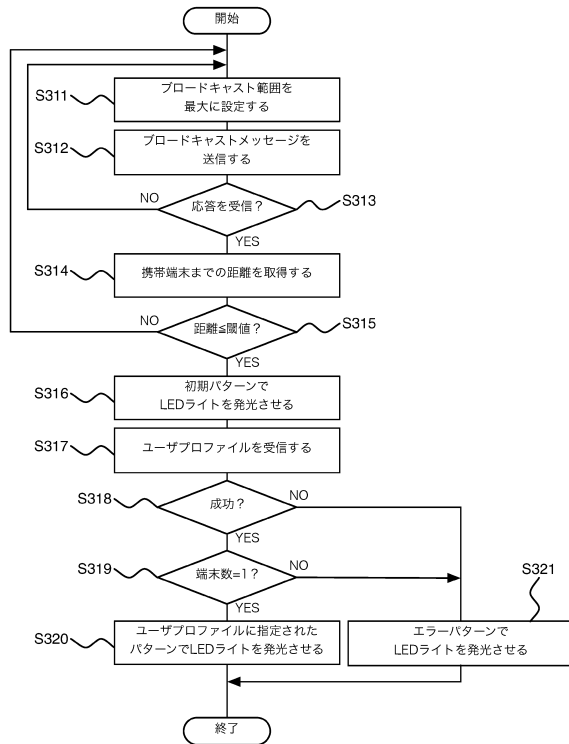 開始
S311
ブロードキャスト範囲を
最大に設定する
S312
ブロードキャストメッセージを
送信する
NO
応答を受信？
S313
YES
S314
携帯端末までの距離を取得する
NO
距離≦閾値？
S315
YES
S316
初期パターンで
LEDライトを発光させる
S317
ユーザプロファイルを受信する
S318
成功？
NO
YES
S319
端末数=1？
NO
S321
YES
S320
ユーザプロファイルに指定された
パターンでLEDライトを発光させる
エラーパターンで
LEDライトを発光させる
終了